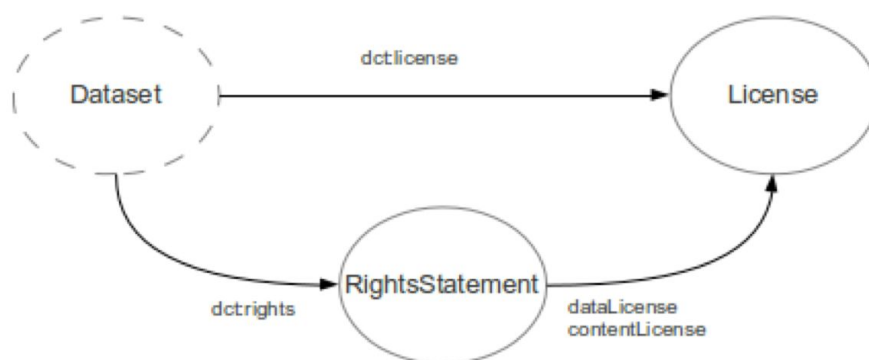 dct:license
Dataset
License
RightsStatement
dct:rights
dataLicense
contentLicense